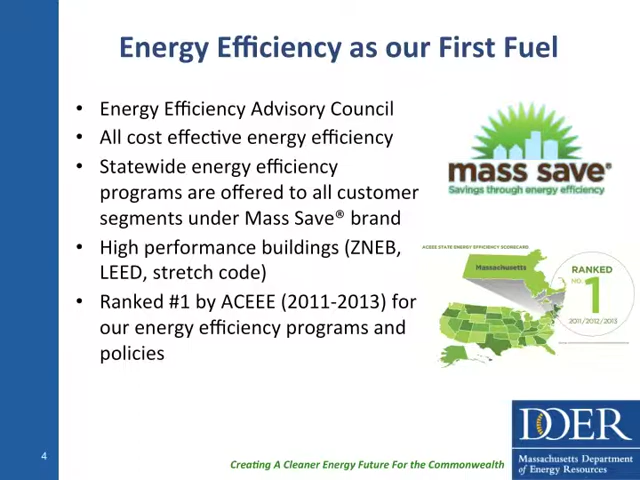 Energy Efficiency as our First Fuel
• Energy Efficiency Advisory Council
• All cost effective energy efficiency
• Statewide energy efficiency
programs are offered to all customer
segments under Mass Save® brand
• High performance buildings (ZNEB,
LEED, stretch code)
• Ranked #1 by ACEEE (2011-2013) for
our energy efficiency programs and
policies
mass save®
Savings through energy efficiency
ACEEE STATE ENERGY EFFICIENCY SCORECARD
Massachusetts
RANKED
NO. 1
2011/2012/2013
4
Creating A Cleaner Energy Future For the Commonwealth
DOER
Massachusetts Department
of Energy Resources